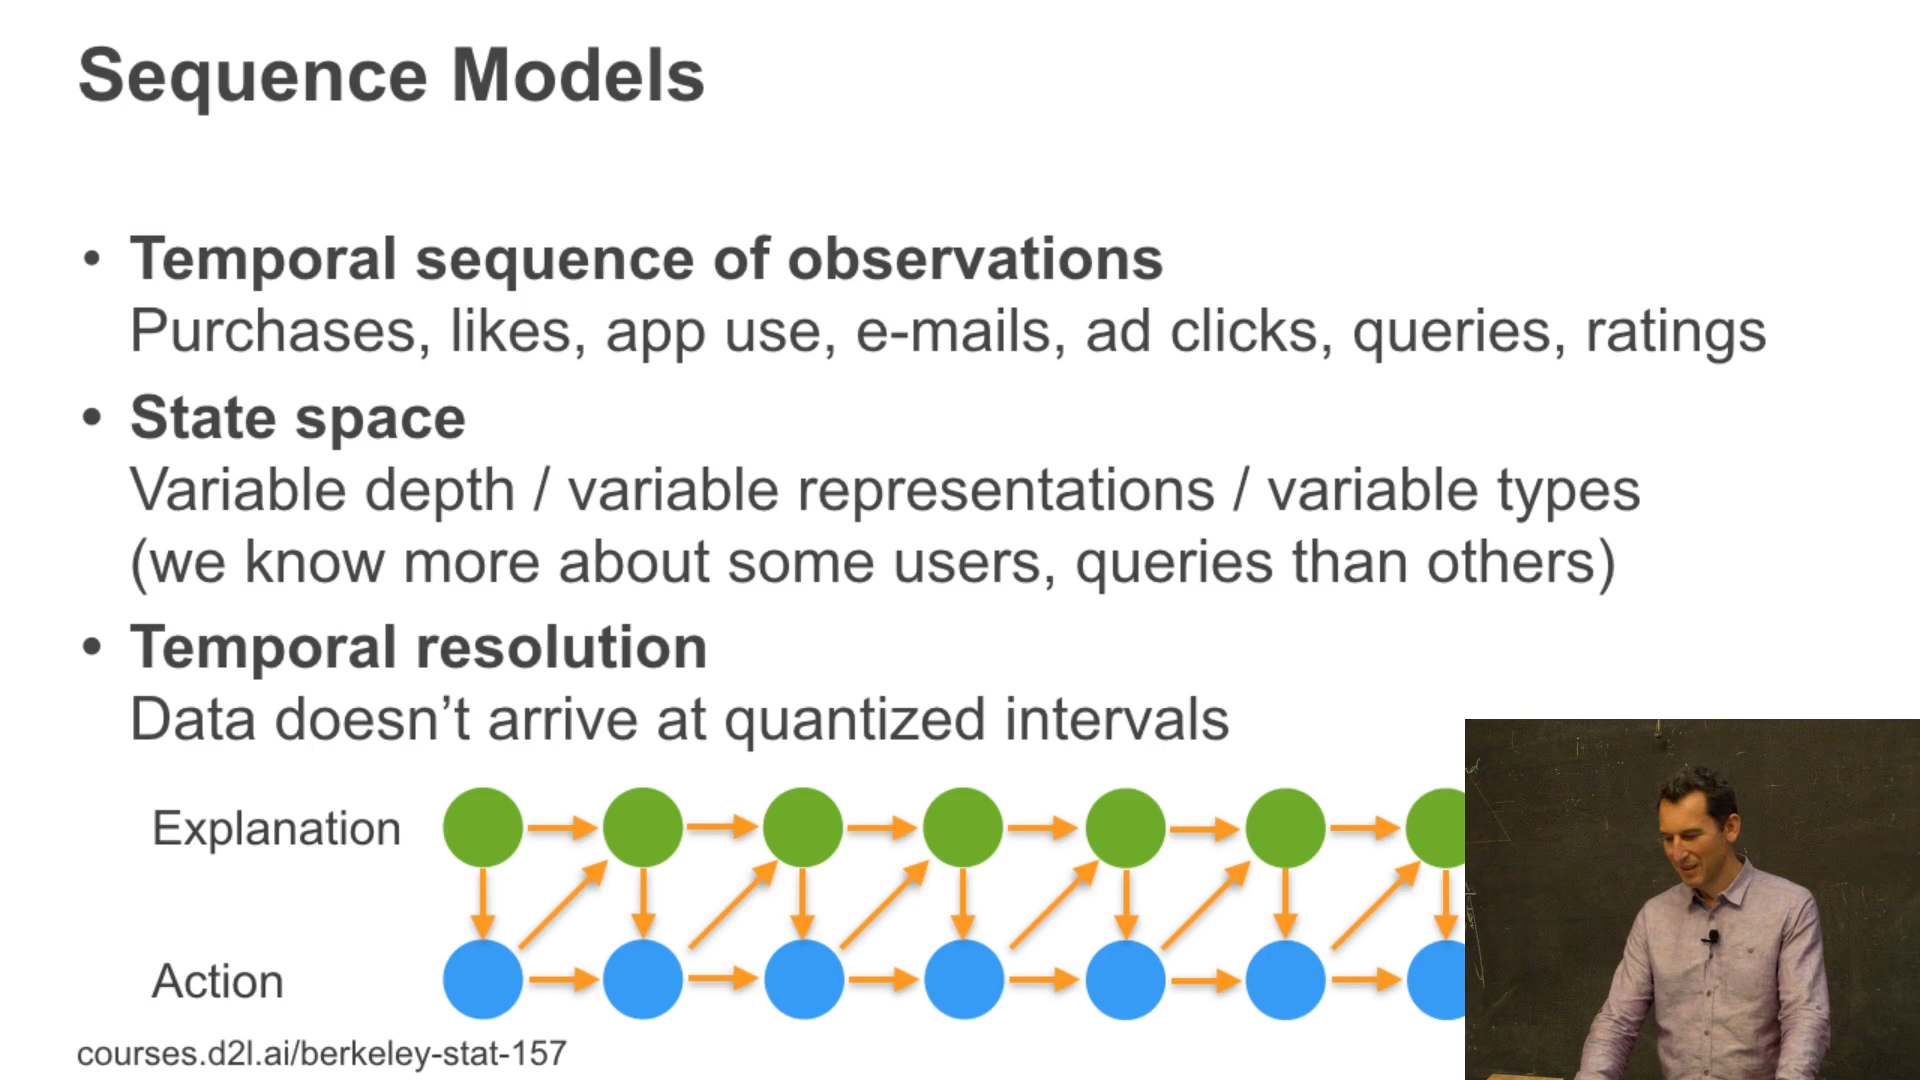 Sequence Models
• Temporal sequence of observations
Purchases, likes, app use, e-mails, ad clicks, queries, ratings
• State space
Variable depth / variable representations / variable types
(we know more about some users, queries than others)
• Temporal resolution
Data doesn’t arrive at quantized intervals
Explanation
Action
courses.d2l.ai/berkeley-stat-157